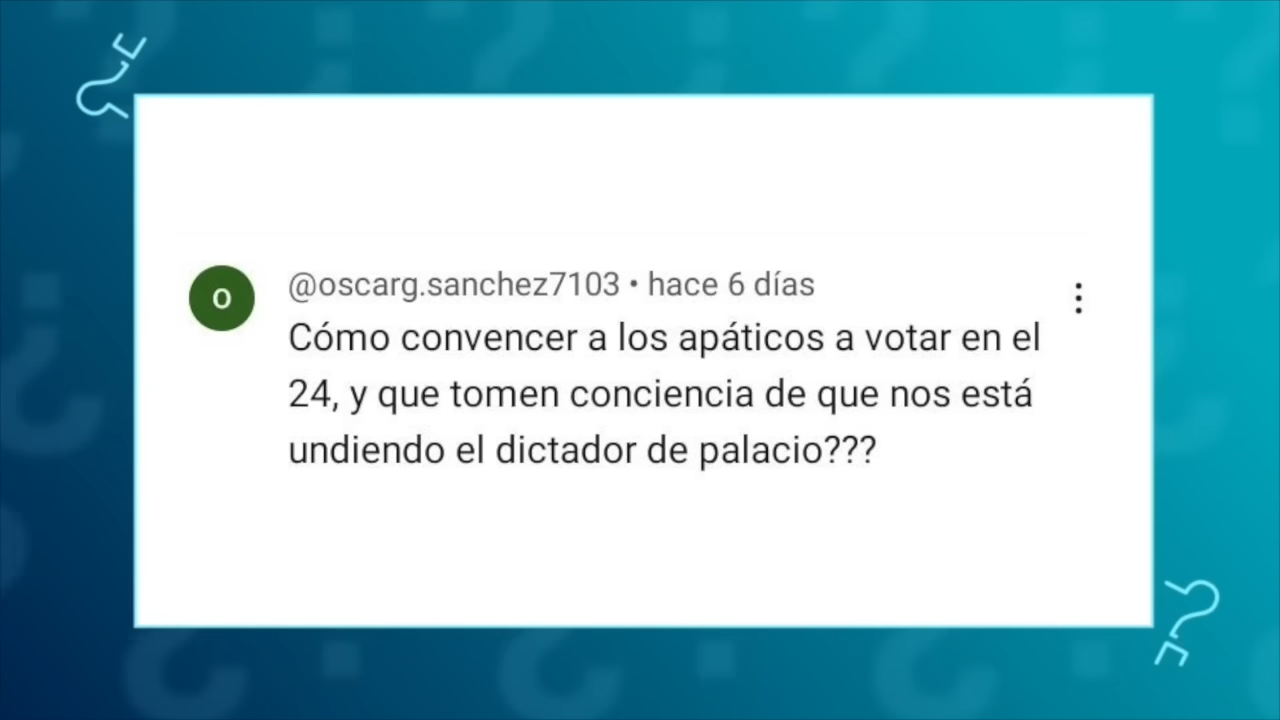 O
@oscarg.sanchez7103 • hace 6 días
Cómo convencer a los apáticos a votar en el
24, y que tomen conciencia de que nos está
undiendo el dictador de palacio???